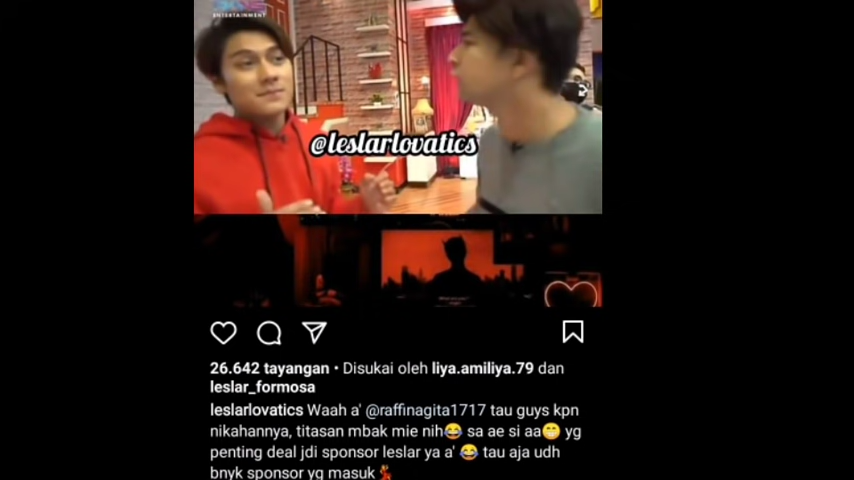 ENTERTAINMENT
@leslarlovatics
26.642 tayangan • Disukai oleh liya.amiliya.79 dan
leslar_formosa
leslarlovatics Waah a' @raffinagita1717 tau guys kpn
nikahannya, titasan mbak mie nih😂 sa ae si aa😁 yg
penting deal jdi sponsor leslar ya a' 😂 tau aja udh
bnyk sponsor yg masuk💃